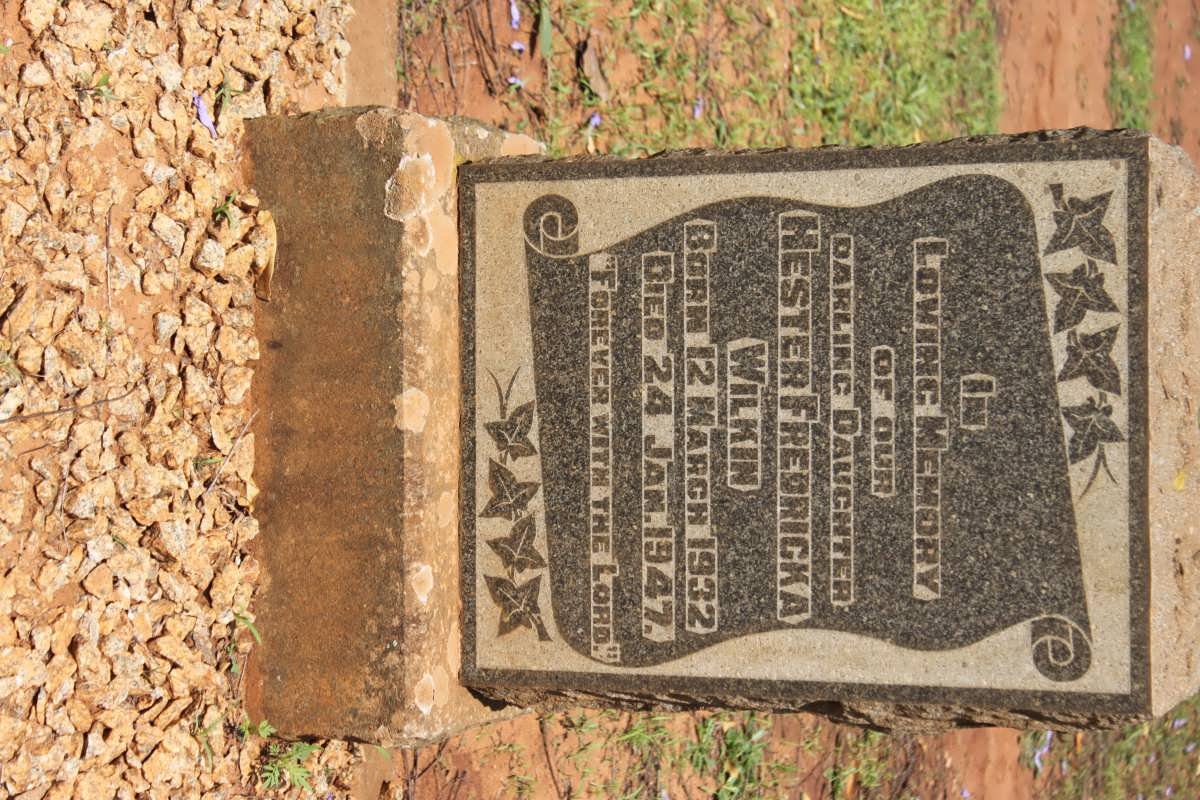 IN
LOVING MEMORY
OF OUR
DARLING DAUGHTER
HESTER FREDRICKA
WILKIN
BORN 12 MARCH 1932
DIED 24 JAN. 1947.
"FOREVER WITH THE LORD."